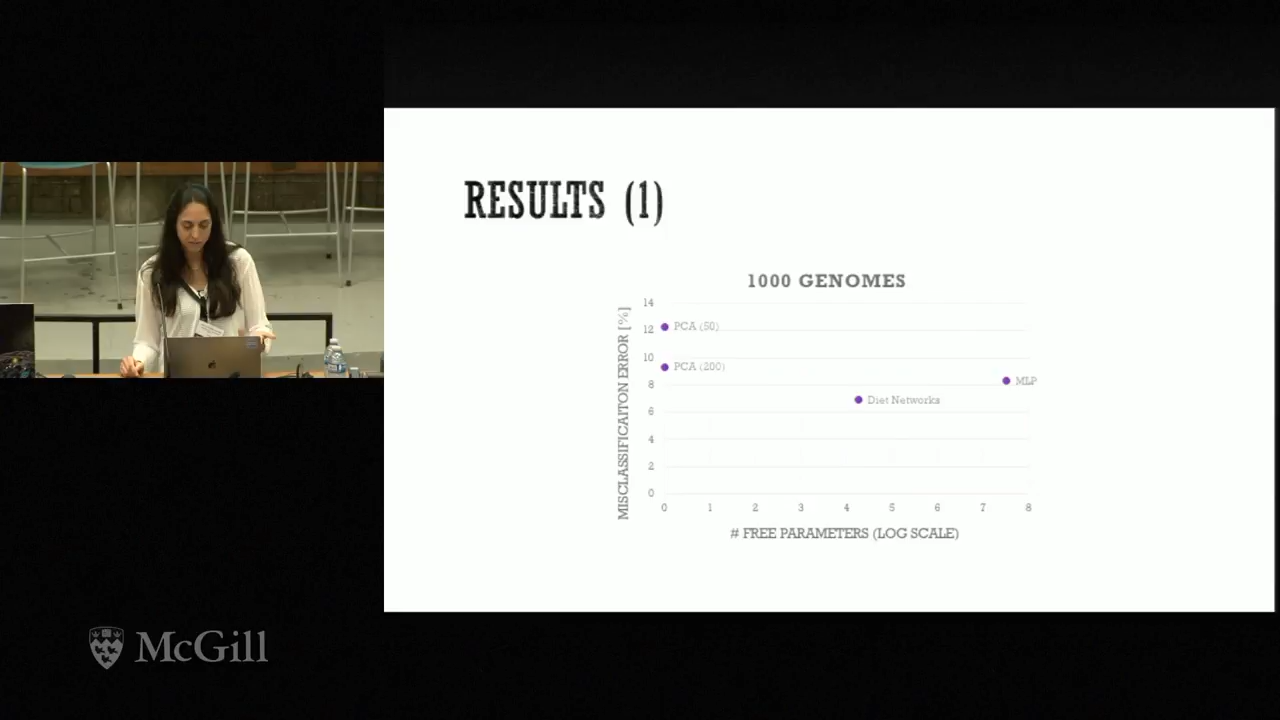 RESULTS (1)
1000 GENOMES
MISCLASSIFICAITON ERROR [%]
14
12
10
8
6
4
2
0
PCA (50)
PCA (200)
MLP
Diet Networks
0 1 2 3 4 5 6 7 8
# FREE PARAMETERS (LOG SCALE)
McGill